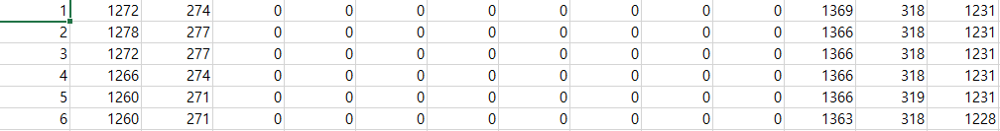 1 1272 274 0 0 0 0 0 0 0 0 1369 318 1231
2 1278 277 0 0 0 0 0 0 0 0 1366 318 1231
3 1272 277 0 0 0 0 0 0 0 0 1366 318 1231
4 1266 274 0 0 0 0 0 0 0 0 1366 318 1231
5 1260 271 0 0 0 0 0 0 0 0 1366 319 1231
6 1260 271 0 0 0 0 0 0 0 0 1363 318 1228